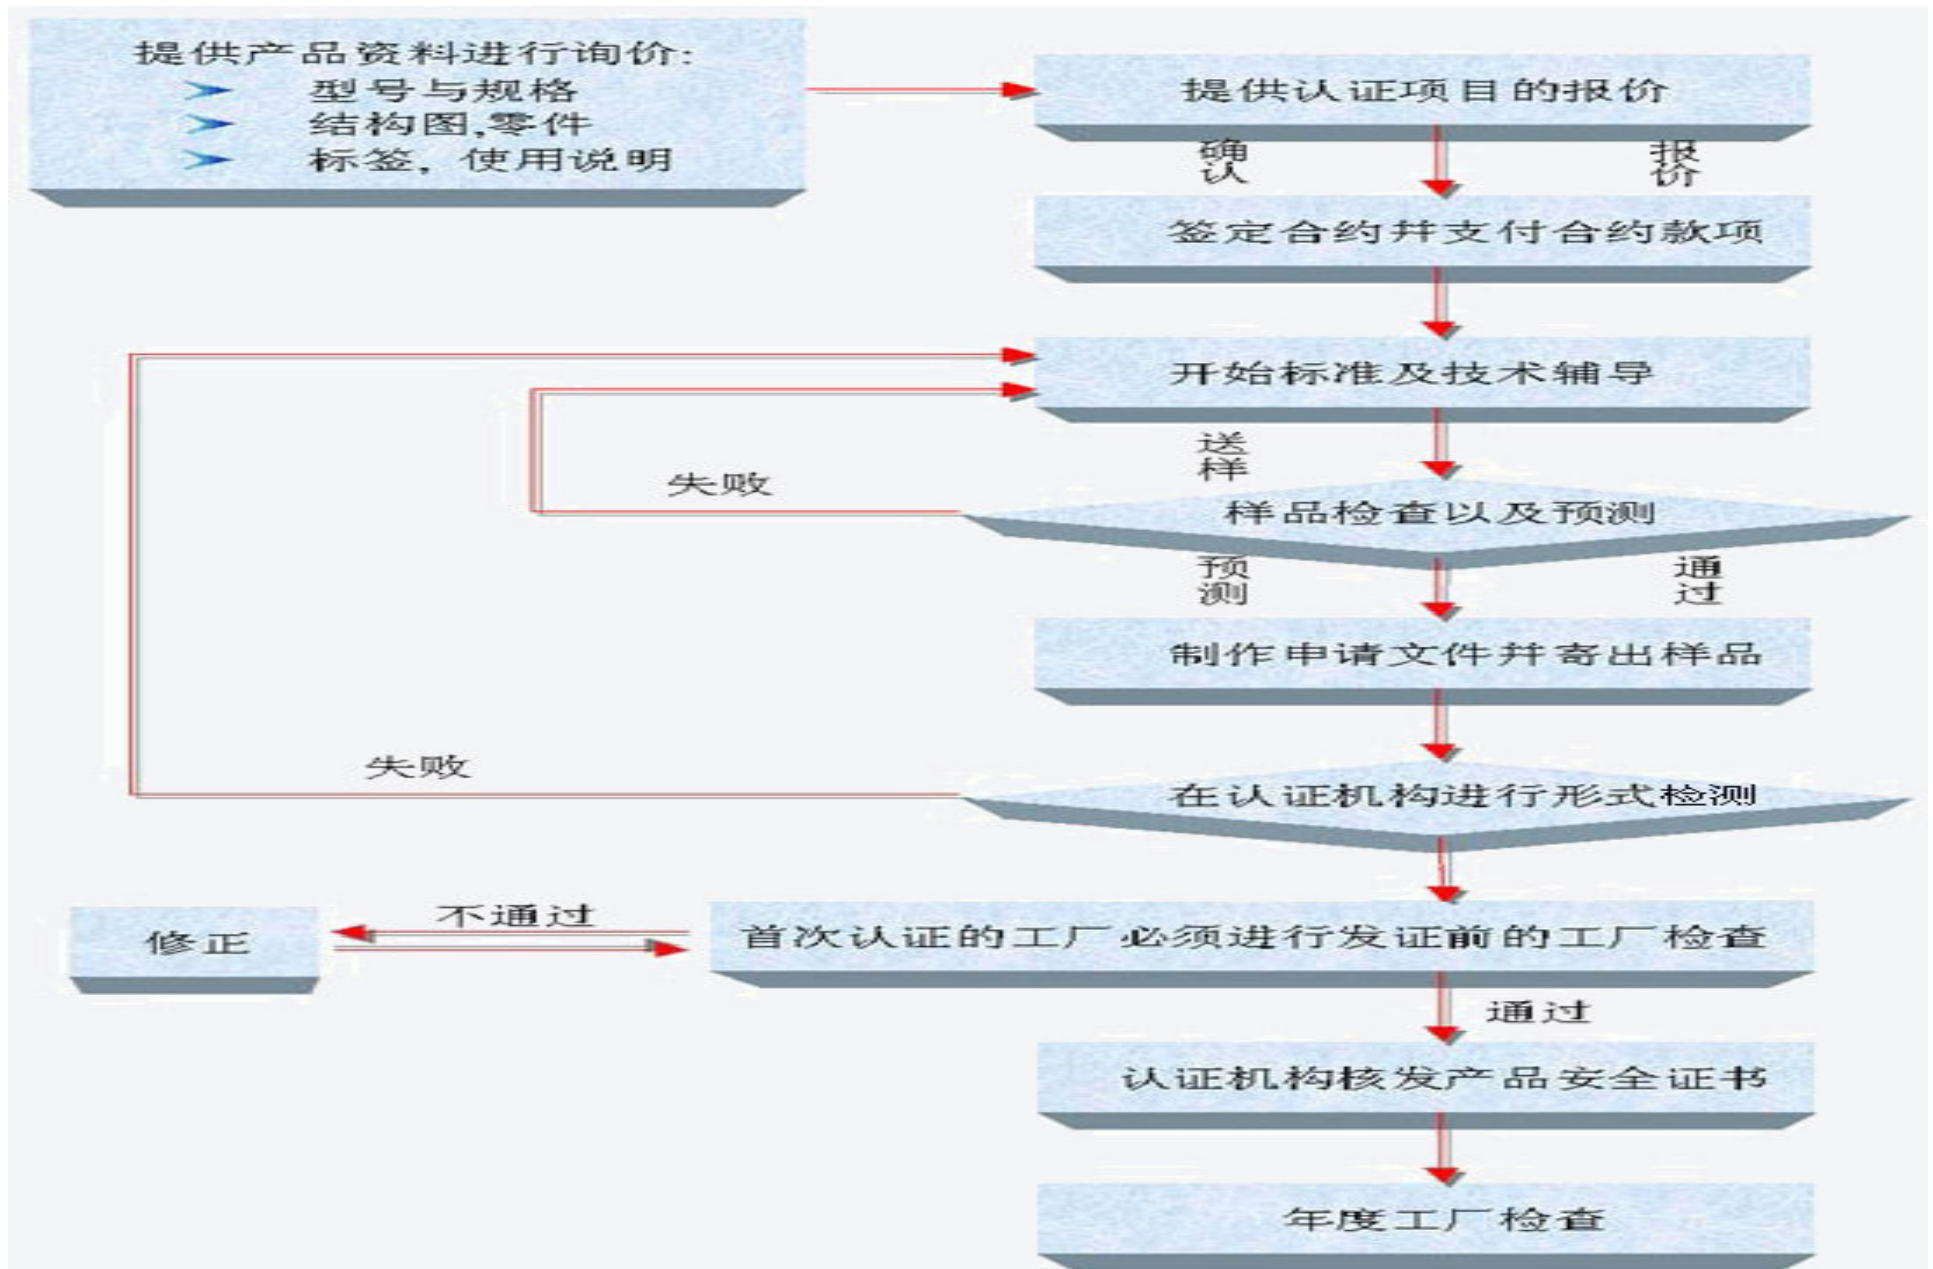 提供产品资料进行询价:
型号与规格
结构图,零件
标签, 使用说明
提供认证项目的报价
确认 报价
签定合约并支付合约款项
开始标准及技术辅导
送样
失败
样品检查以及预测
预测 通过
制作申请文件并寄出样品
失败
在认证机构进行形式检测
不通过
修正
首次认证的工厂必须进行发证前的工厂检查
通过
认证机构核发产品安全证书
年度工厂检查